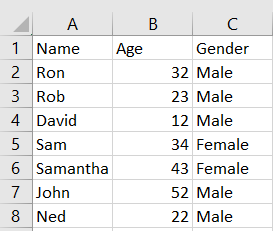 A B C
1 Name Age Gender
2 Ron 32 Male
3 Rob 23 Male
4 David 12 Male
5 Sam 34 Female
6 Samantha 43 Female
7 John 52 Male
8 Ned 22 Male